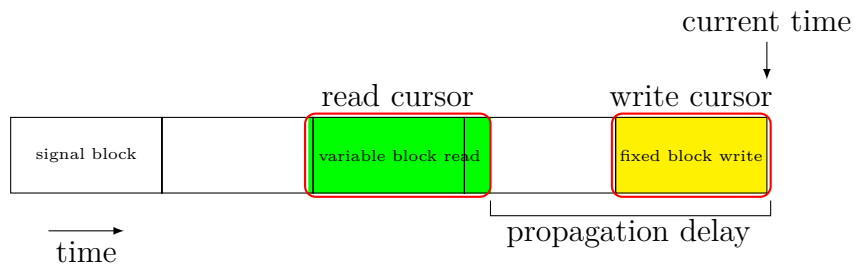 current time
read cursor
write cursor
signal block
variable block read
fixed block write
propagation delay
time